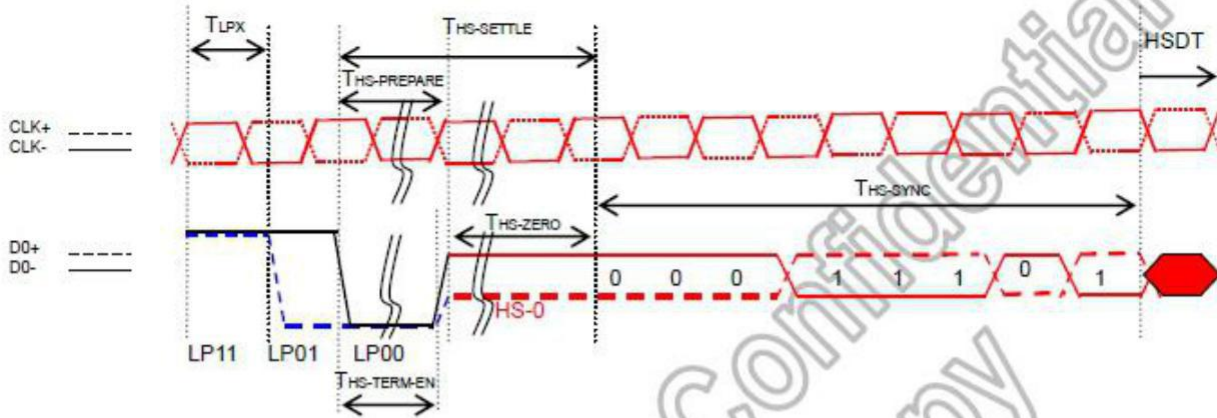 TLPX
THS-SETTLE
HSDT
THS-PREPARE
CLK+
CLK-
THS-SYNC
THS-ZERO
D0+
D0-
0 0 0 1 1 1 0 1
HS-0
LP11 LP01 LP00
THS-TERM-EN
Confidential